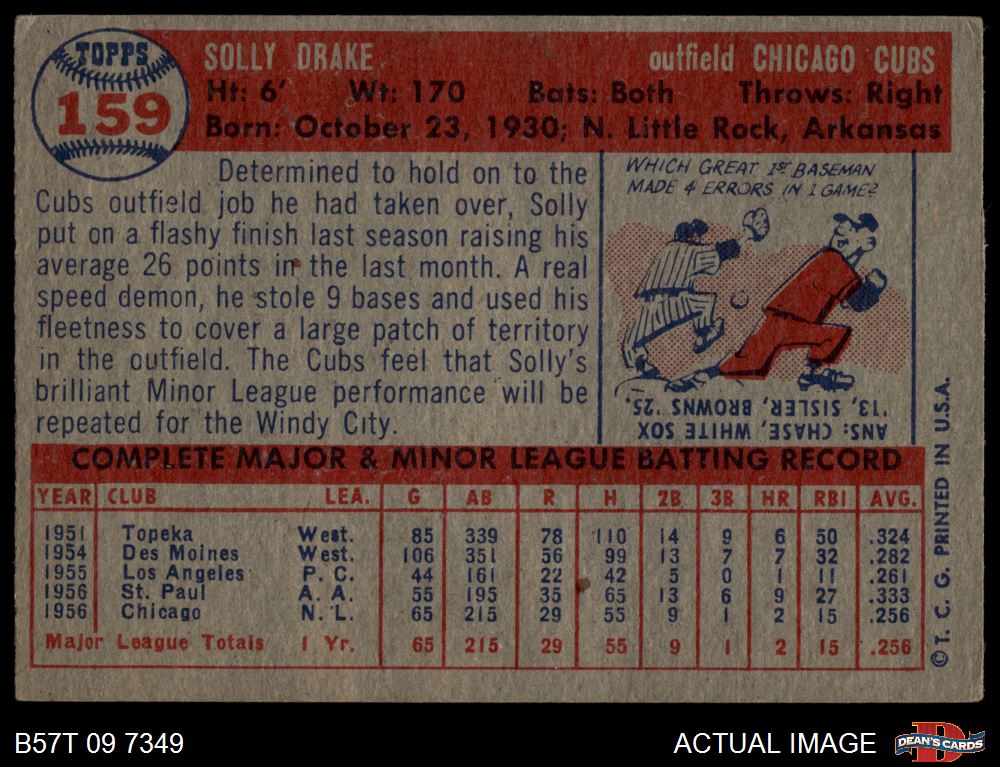 TOPPS
159
SOLLY DRAKE outfield CHICAGO CUBS
Ht: 6' Wt: 170 Bats: Both Throws: Right
Born: October 23, 1930; N. Little Rock, Arkansas
Determined to hold on to the
Cubs outfield job he had taken over, Solly
put on a flashy finish last season raising his
average 26 points in the last month. A real
speed demon, he stole 9 bases and used his
fleetness to cover a large patch of territory
in the outfield. The Cubs feel that Solly's
brilliant Minor League performance will be
repeated for the Windy City.
WHICH GREAT 1ST BASEMAN
MADE 4 ERRORS IN 1 GAME?
ANS: CHASE, WHITE SOX
'13, SISLER, BROWNS '25.
COMPLETE MAJOR & MINOR LEAGUE BATTING RECORD
YEAR CLUB LEA. G AB R H 2B 3B HR RBI AVG.
1951 Topeka West. 85 339 78 110 14 9 6 50 .324
1954 Des Moines West. 106 351 56 99 13 7 7 32 .282
1955 Los Angeles P. C. 44 161 22 42 5 0 1 11 .261
1956 St. Paul A. A. 55 195 35 65 13 6 9 27 .333
1956 Chicago N. L. 65 215 29 55 9 1 2 15 .256
Major League Totals 1 Yr. 65 215 29 55 9 1 2 15 .256
© T. C. G. PRINTED IN U.S.A.
B57T 09 7349
ACTUAL IMAGE
DEAN'S CARDS